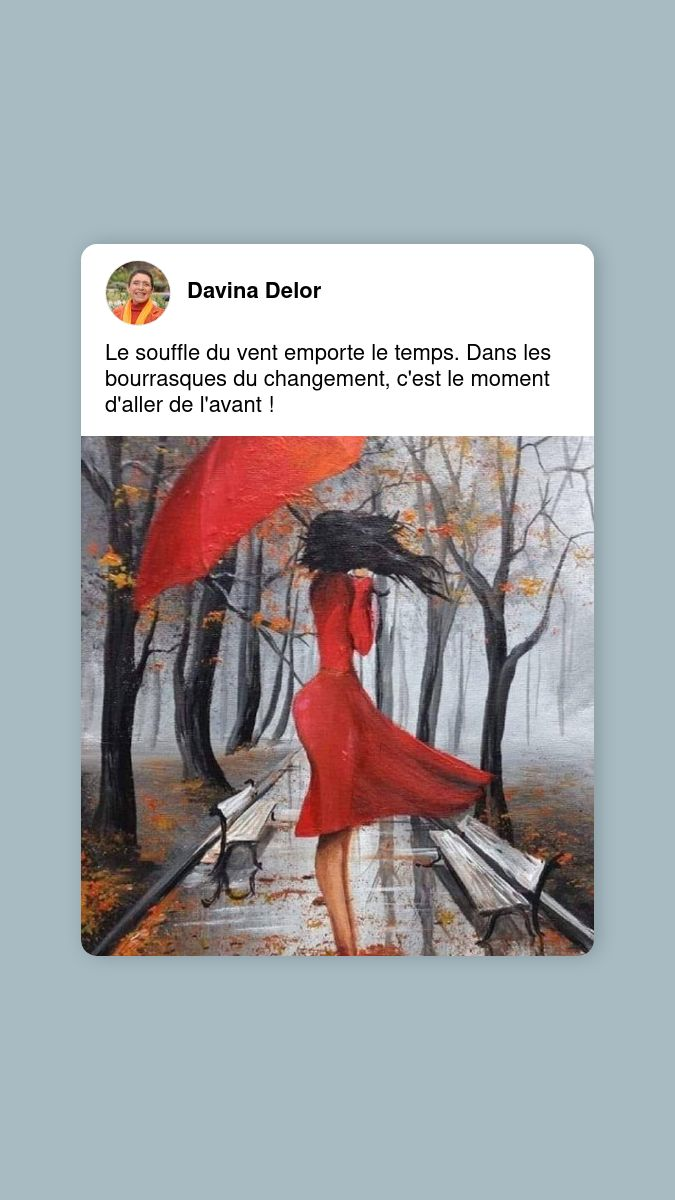 Davina Delor
Le souffle du vent emporte le temps. Dans les
bourrasques du changement, c'est le moment
d'aller de l'avant !